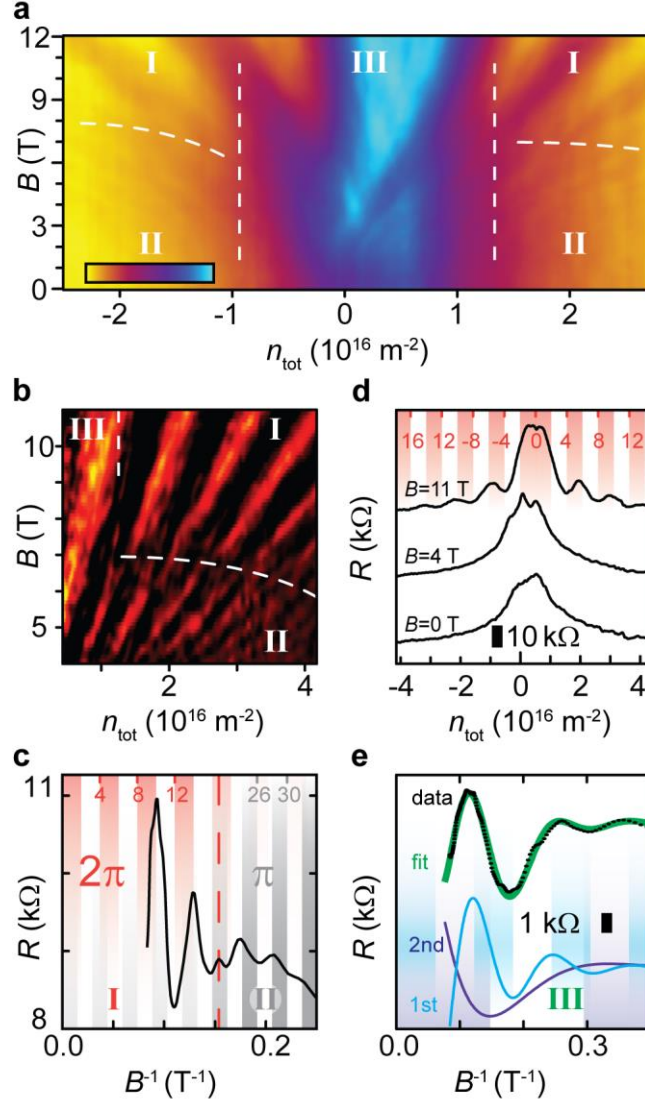 a
12
9
6
3
0
B (T)
I
III
I
II
II
-2
-1
0
1
2
n_tot (10^16 m^-2)
b
10
5
B (T)
III
I
II
2
3
4
n_tot (10^16 m^-2)
d
16 12 -8 -4 0 4 8 12
B=11 T
B=4 T
B=0 T
10 kΩ
R (kΩ)
-4 -2 0 2 4
n_tot (10^16 m^-2)
c
11
8
R (kΩ)
4 8 12
26 30
2π
π
I
II
0.0
0.2
B^-1 (T^-1)
e
data
fit
1 kΩ
2nd
1st
III
R (kΩ)
0.0
0.3
B^-1 (T^-1)